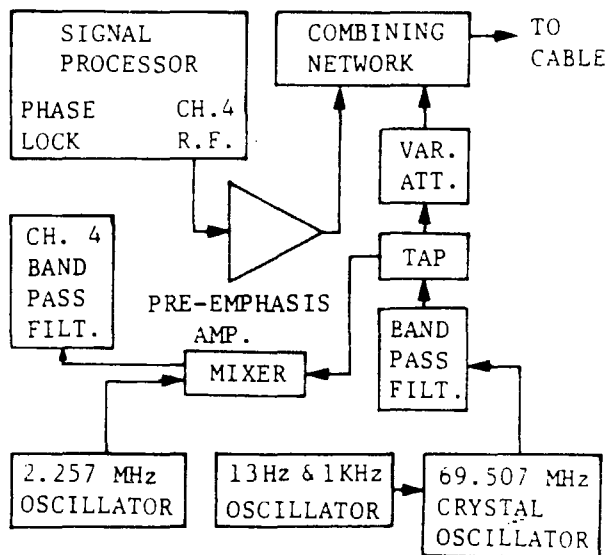 SIGNAL
PROCESSOR
PHASE CH.4
LOCK R.F.
COMBINING
NETWORK
TO
CABLE
VAR.
ATT.
TAP
CH. 4
BAND
PASS
FILT.
PRE-EMPHASIS
AMP.
MIXER
BAND
PASS
FILT.
2.257 MHz
OSCILLATOR
13Hz & 1KHz
OSCILLATOR
69.507 MHz
CRYSTAL
OSCILLATOR